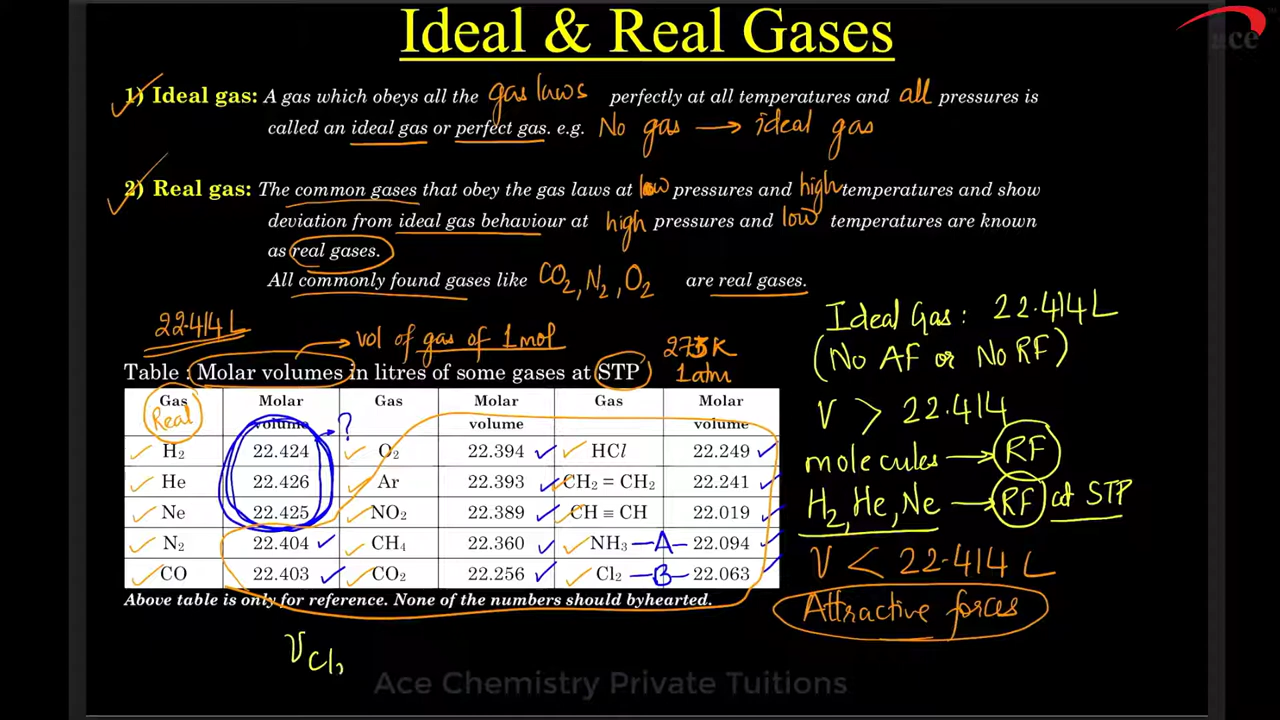 Ideal & Real Gases
ace
1) Ideal gas: A gas which obeys all the gas laws perfectly at all temperatures and all pressures is
called an ideal gas or perfect gas. e.g. No gas → ideal gas
2) Real gas: The common gases that obey the gas laws at low pressures and high temperatures and show
deviation from ideal gas behaviour at high pressures and low temperatures are known
as real gases.
All commonly found gases like CO₂, N₂, O₂ are real gases.
22.414 L
→ vol of gas of 1mol
273K
1atm
Table : Molar volumes in litres of some gases at STP
Gas Molar volume Gas Molar volume Gas Molar volume
Real ?
H₂ 22.424 O₂ 22.394 HCl 22.249
He 22.426 Ar 22.393 CH₂ = CH₂ 22.241
Ne 22.425 NO₂ 22.389 CH ≡ CH 22.019
N₂ 22.404 CH₄ 22.360 NH₃ —A— 22.094
CO 22.403 CO₂ 22.256 Cl₂ —B— 22.063
Above table is only for reference. None of the numbers should byhearted.
Ideal Gas: 22.414L
(No AF or No RF)
V > 22.414
molecules → RF
H₂, He, Ne → RF at STP
V < 22.414 L
Attractive forces
V Cl₂
Ace Chemistry Private Tuitions